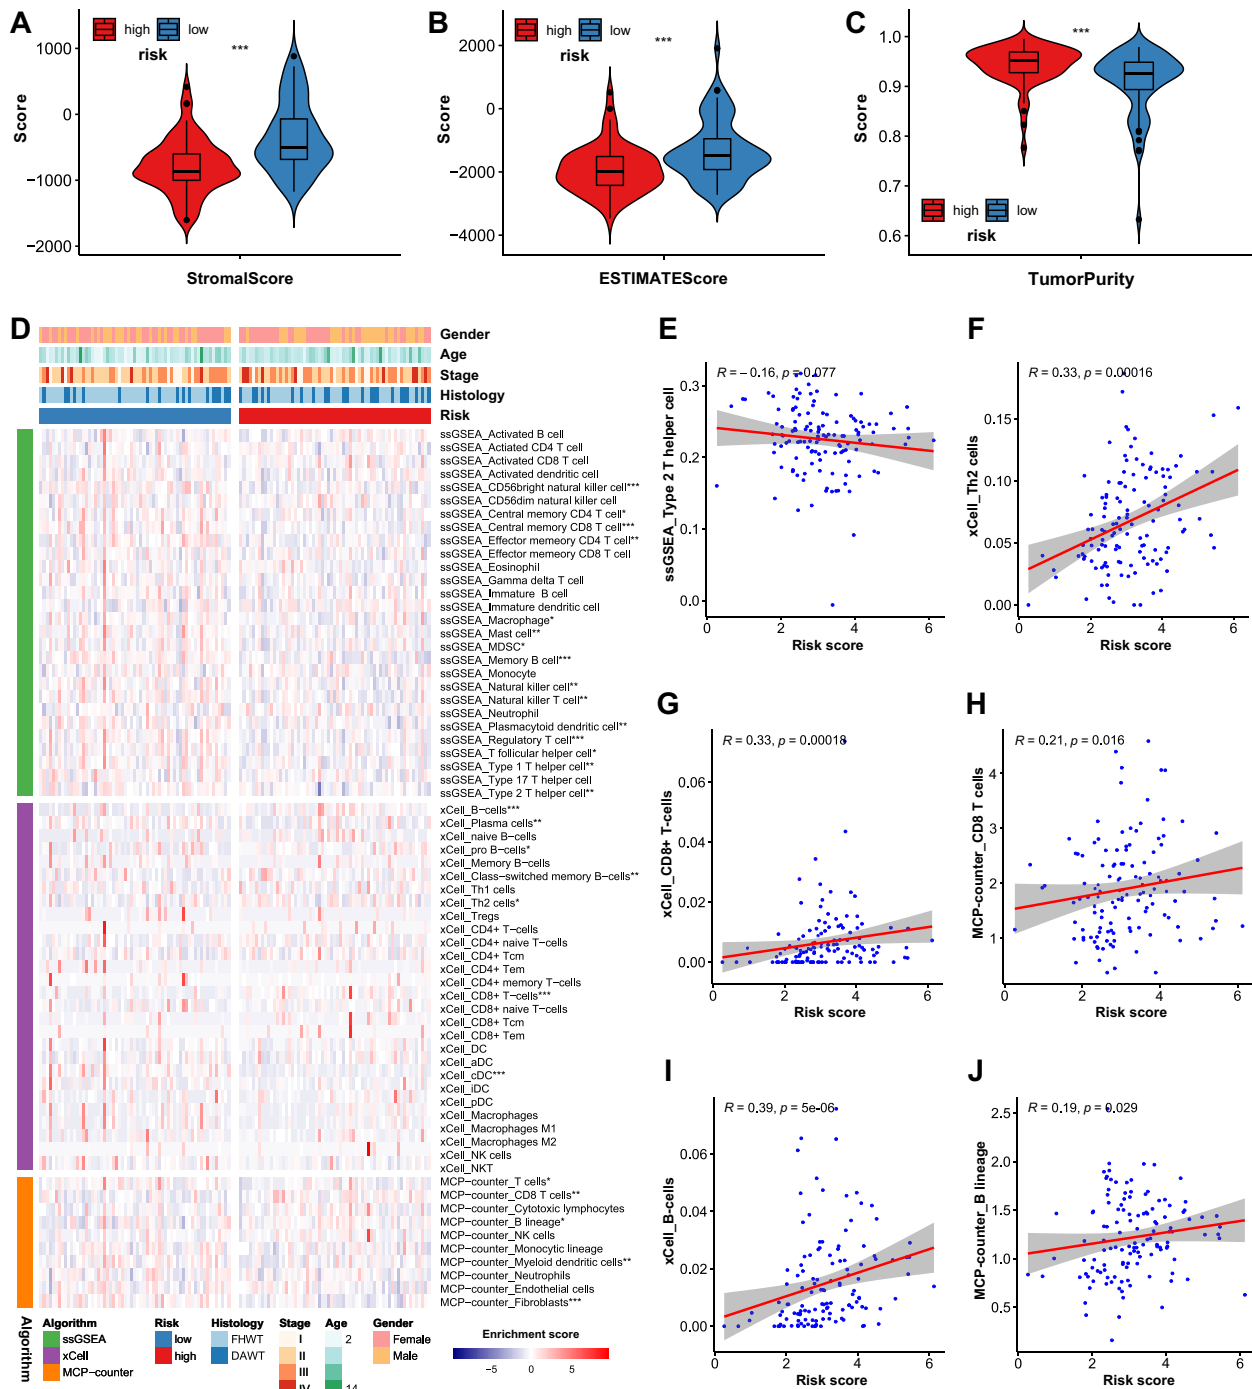 A
high low
risk
***
Score
1000
0
−1000
−2000
StromalScore
B
high low
risk
***
Score
2000
0
−2000
−4000
ESTIMATEScore
C
***
Score
1.0
0.9
0.8
0.7
0.6
high low
risk
TumorPurity
D
Gender
Age
Stage
Histology
Risk
ssGSEA_Activated B cell
ssGSEA_Actiated CD4 T cell
ssGSEA_Activated CD8 T cell
ssGSEA_Activated dendritic cell
ssGSEA_CD56bright natural killer cell***
ssGSEA_CD56dim natural killer cell
ssGSEA_Central memory CD4 T cell*
ssGSEA_Central memory CD8 T cell***
ssGSEA_Effector memeory CD4 T cell**
ssGSEA_Effector memeory CD8 T cell
ssGSEA_Eosinophil
ssGSEA_Gamma delta T cell
ssGSEA_Immature B cell
ssGSEA_Immature dendritic cell
ssGSEA_Macrophage*
ssGSEA_Mast cell**
ssGSEA_MDSC*
ssGSEA_Memory B cell***
ssGSEA_Monocyte
ssGSEA_Natural killer cell**
ssGSEA_Natural killer T cell**
ssGSEA_Neutrophil
ssGSEA_Plasmacytoid dendritic cell**
ssGSEA_Regulatory T cell***
ssGSEA_T follicular helper cell*
ssGSEA_Type 1 T helper cell**
ssGSEA_Type 17 T helper cell
ssGSEA_Type 2 T helper cell**
xCell_B−cells***
xCell_Plasma cells**
xCell_naive B−cells
xCell_pro B−cells*
xCell_Memory B−cells
xCell_Class−switched memory B−cells**
xCell_Th1 cells
xCell_Th2 cells*
xCell_Tregs
xCell_CD4+ T−cells
xCell_CD4+ naive T−cells
xCell_CD4+ Tcm
xCell_CD4+ Tem
xCell_CD4+ memory T−cells
xCell_CD8+ T−cells***
xCell_CD8+ naive T−cells
xCell_CD8+ Tcm
xCell_CD8+ Tem
xCell_DC
xCell_aDC
xCell_cDC***
xCell_iDC
xCell_pDC
xCell_Macrophages
xCell_Macrophages M1
xCell_Macrophages M2
xCell_NK cells
xCell_NKT
MCP−counter_T cells*
MCP−counter_CD8 T cells**
MCP−counter_Cytotoxic lymphocytes
MCP−counter_B lineage*
MCP−counter_NK cells
MCP−counter_Monocytic lineage
MCP−counter_Myeloid dendritic cells**
MCP−counter_Neutrophils
MCP−counter_Endothelial cells
MCP−counter_Fibroblasts***
Algorithm
Algorithm
ssGSEA
xCell
MCP−counter
Risk
low
high
Histology
FHWT
DAWT
Stage
I
II
III
IV
Age
2
14
Gender
Female
Male
Enrichment score
−5 0 5
E
R = − 0.16, p = 0.077
ssGSEA_Type 2 T helper cell
0.3
0.2
0.1
0.0
0 2 4 6
Risk score
F
R = 0.33, p = 0.00016
xCell_Th2 cells
0.15
0.10
0.05
0.00
0 2 4 6
Risk score
G
R = 0.33, p = 0.00018
xCell_CD8+ T-cells
0.06
0.04
0.02
0.00
0 2 4 6
Risk score
H
R = 0.21, p = 0.016
MCP-counter_CD8 T cells
4
3
2
1
0 2 4 6
Risk score
I
R = 0.39, p = 5e-06
xCell_B-cells
0.06
0.04
0.02
0.00
0 2 4 6
Risk score
J
R = 0.19, p = 0.029
MCP-counter_B lineage
2.5
2.0
1.5
1.0
0.5
0 2 4 6
Risk score